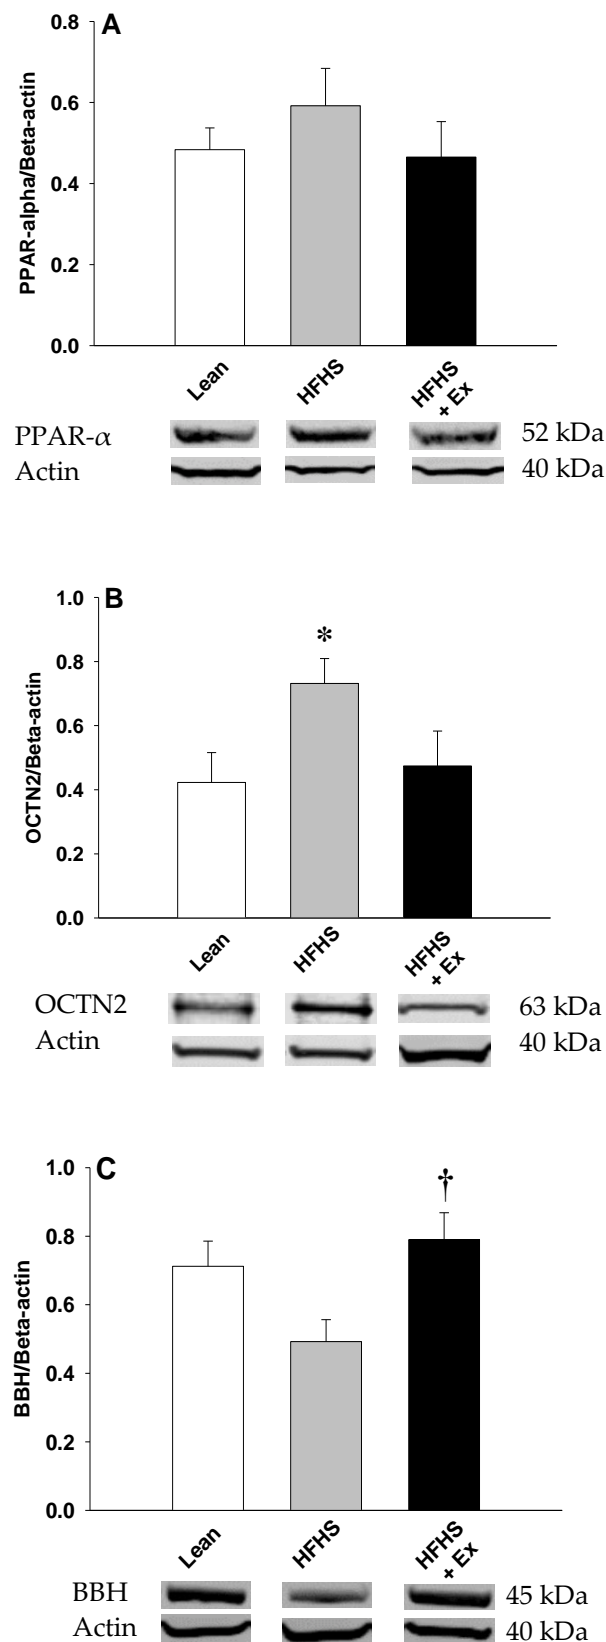 A
0.8
0.6
0.4
0.2
0.0
PPAR-alpha/Beta-actin
Lean
HFHS
HFHS
+ Ex
PPAR-α 52 kDa
Actin 40 kDa
B
1.0
0.8
0.6
0.4
0.2
0.0
OCTN2/Beta-actin
*
Lean
HFHS
HFHS
+ Ex
OCTN2 63 kDa
Actin 40 kDa
C
1.0
0.8
0.6
0.4
0.2
0.0
BBH/Beta-actin
†
Lean
HFHS
HFHS
+ Ex
BBH 45 kDa
Actin 40 kDa